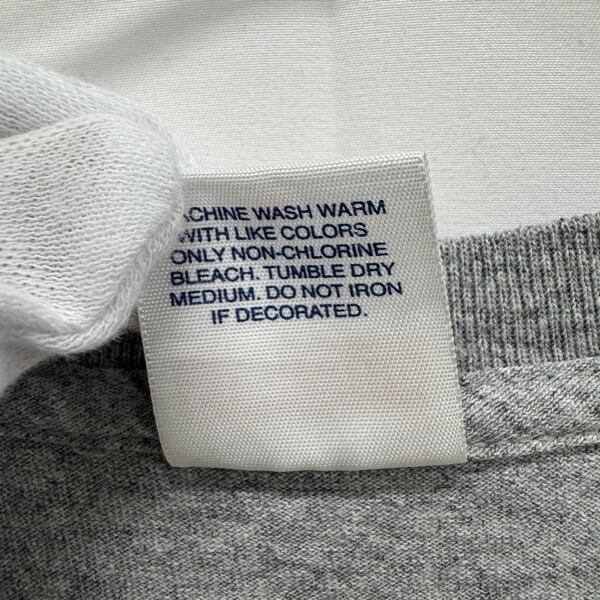 ACHINE WASH WARM
WITH LIKE COLORS
ONLY NON-CHLORINE
BLEACH. TUMBLE DRY
MEDIUM. DO NOT IRON
IF DECORATED.